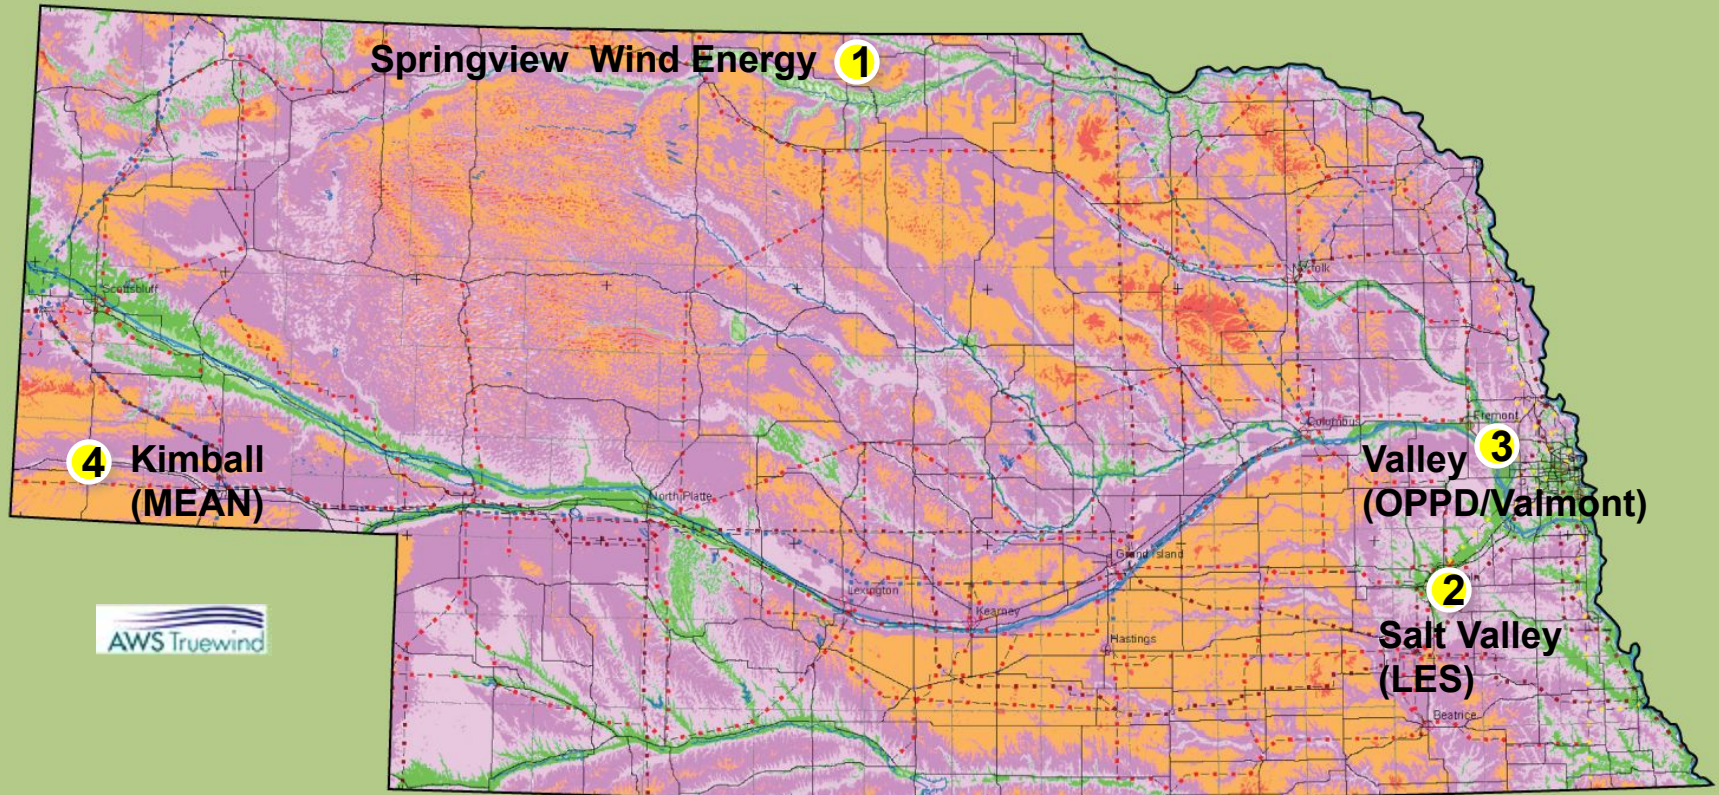 Springview Wind Energy 1
Norfolk
Scottsbluff
Fremont
Columbus
4 Kimball
(MEAN)
Valley 3
(OPPD/Valmont)
North Platte
Grand Island
Lexington
Kearney
2
Salt Valley
(LES)
Hastings
AWS Truewind
Beatrice